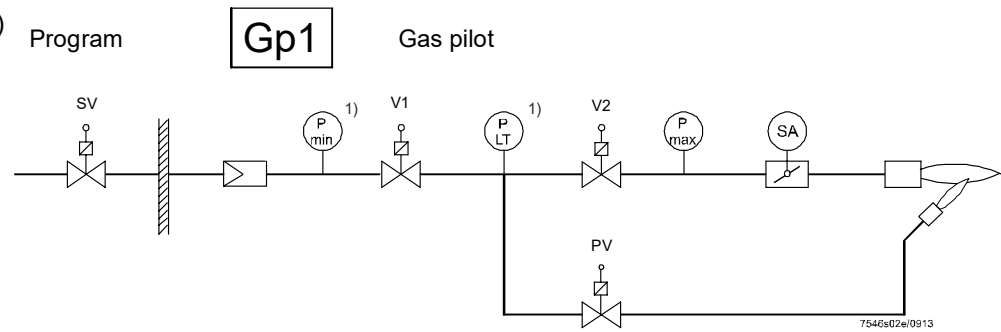 )
Program Gp1 Gas pilot
SV
P min 1)
V1
P LT 1)
V2
P max
SA
PV
7546s02e/0913